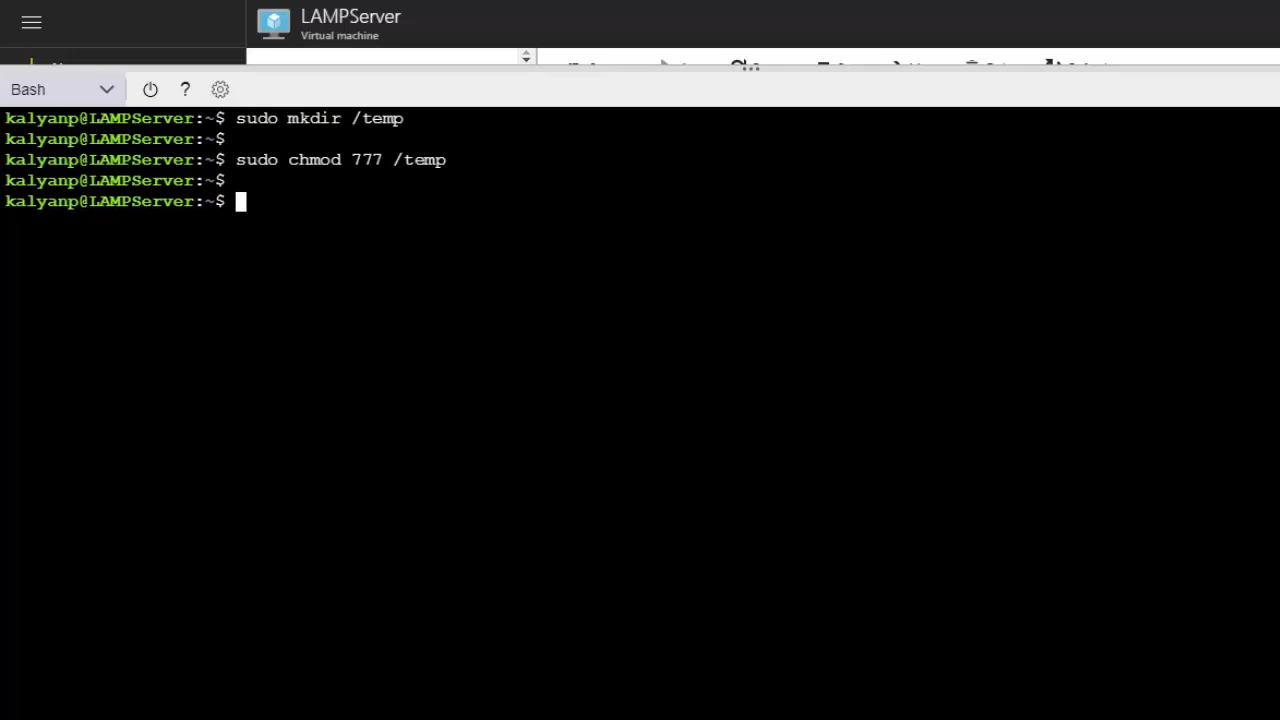 LAMPServer
Virtual machine
Bash
?
kalyanp@LAMPServer:~$ sudo mkdir /temp
kalyanp@LAMPServer:~$
kalyanp@LAMPServer:~$ sudo chmod 777 /temp
kalyanp@LAMPServer:~$
kalyanp@LAMPServer:~$